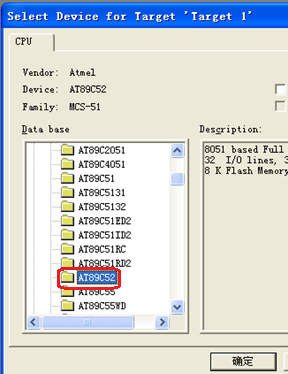 Select Device for Target 'Target 1'
CPU
Vendor: Atmel
Device: AT89C52
Family: MCS-51
Data base
Description:
AT89C2051
AT89C4051
AT89C51
AT89C5131
AT89C5132
AT89C51ED2
AT89C51ID2
AT89C51RC
AT89C51RD2
AT89C52
AT89C55
AT89C55WD
8051 based Full
32 I/O lines, 3
8 K Flash Memory
确定